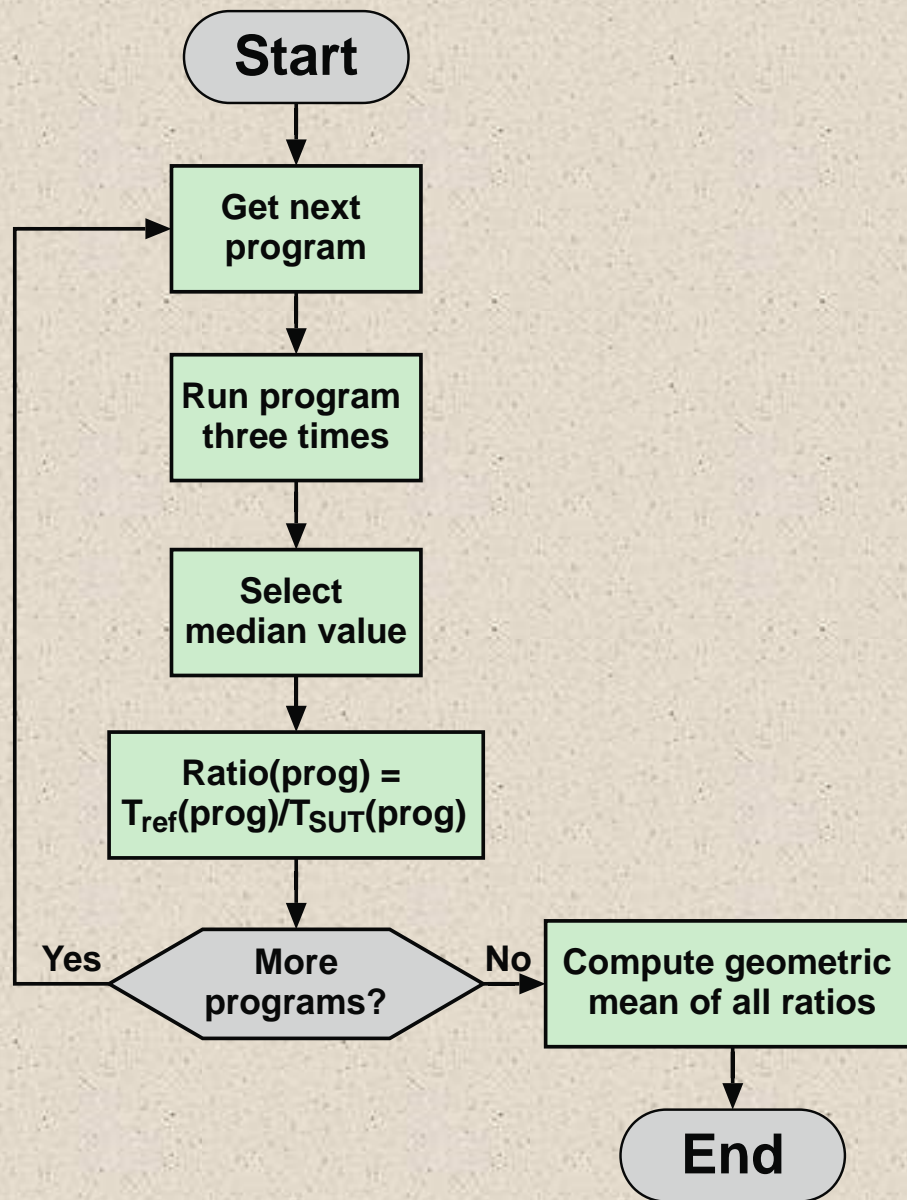 Start
Get next
program
Run program
three times
Select
median value
Ratio(prog) =
Tref(prog)/TSUT(prog)
More
programs?
Yes
No
Compute geometric
mean of all ratios
End